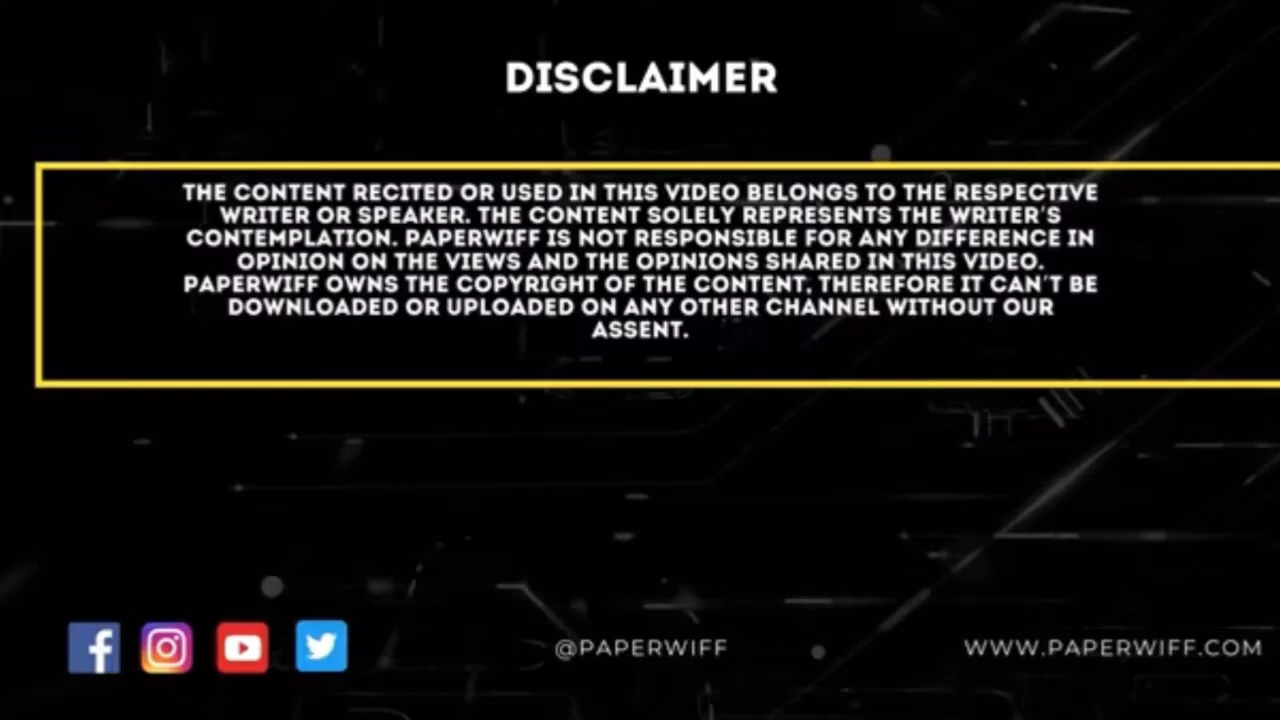 DISCLAIMER
THE CONTENT RECITED OR USED IN THIS VIDEO BELONGS TO THE RESPECTIVE
WRITER OR SPEAKER. THE CONTENT SOLELY REPRESENTS THE WRITER'S
CONTEMPLATION. PAPERWIFF IS NOT RESPONSIBLE FOR ANY DIFFERENCE IN
OPINION ON THE VIEWS AND THE OPINIONS SHARED IN THIS VIDEO.
PAPERWIFF OWNS THE COPYRIGHT OF THE CONTENT, THEREFORE IT CAN'T BE
DOWNLOADED OR UPLOADED ON ANY OTHER CHANNEL WITHOUT OUR
ASSENT.
@PAPERWIFF
WWW.PAPERWIFF.COM